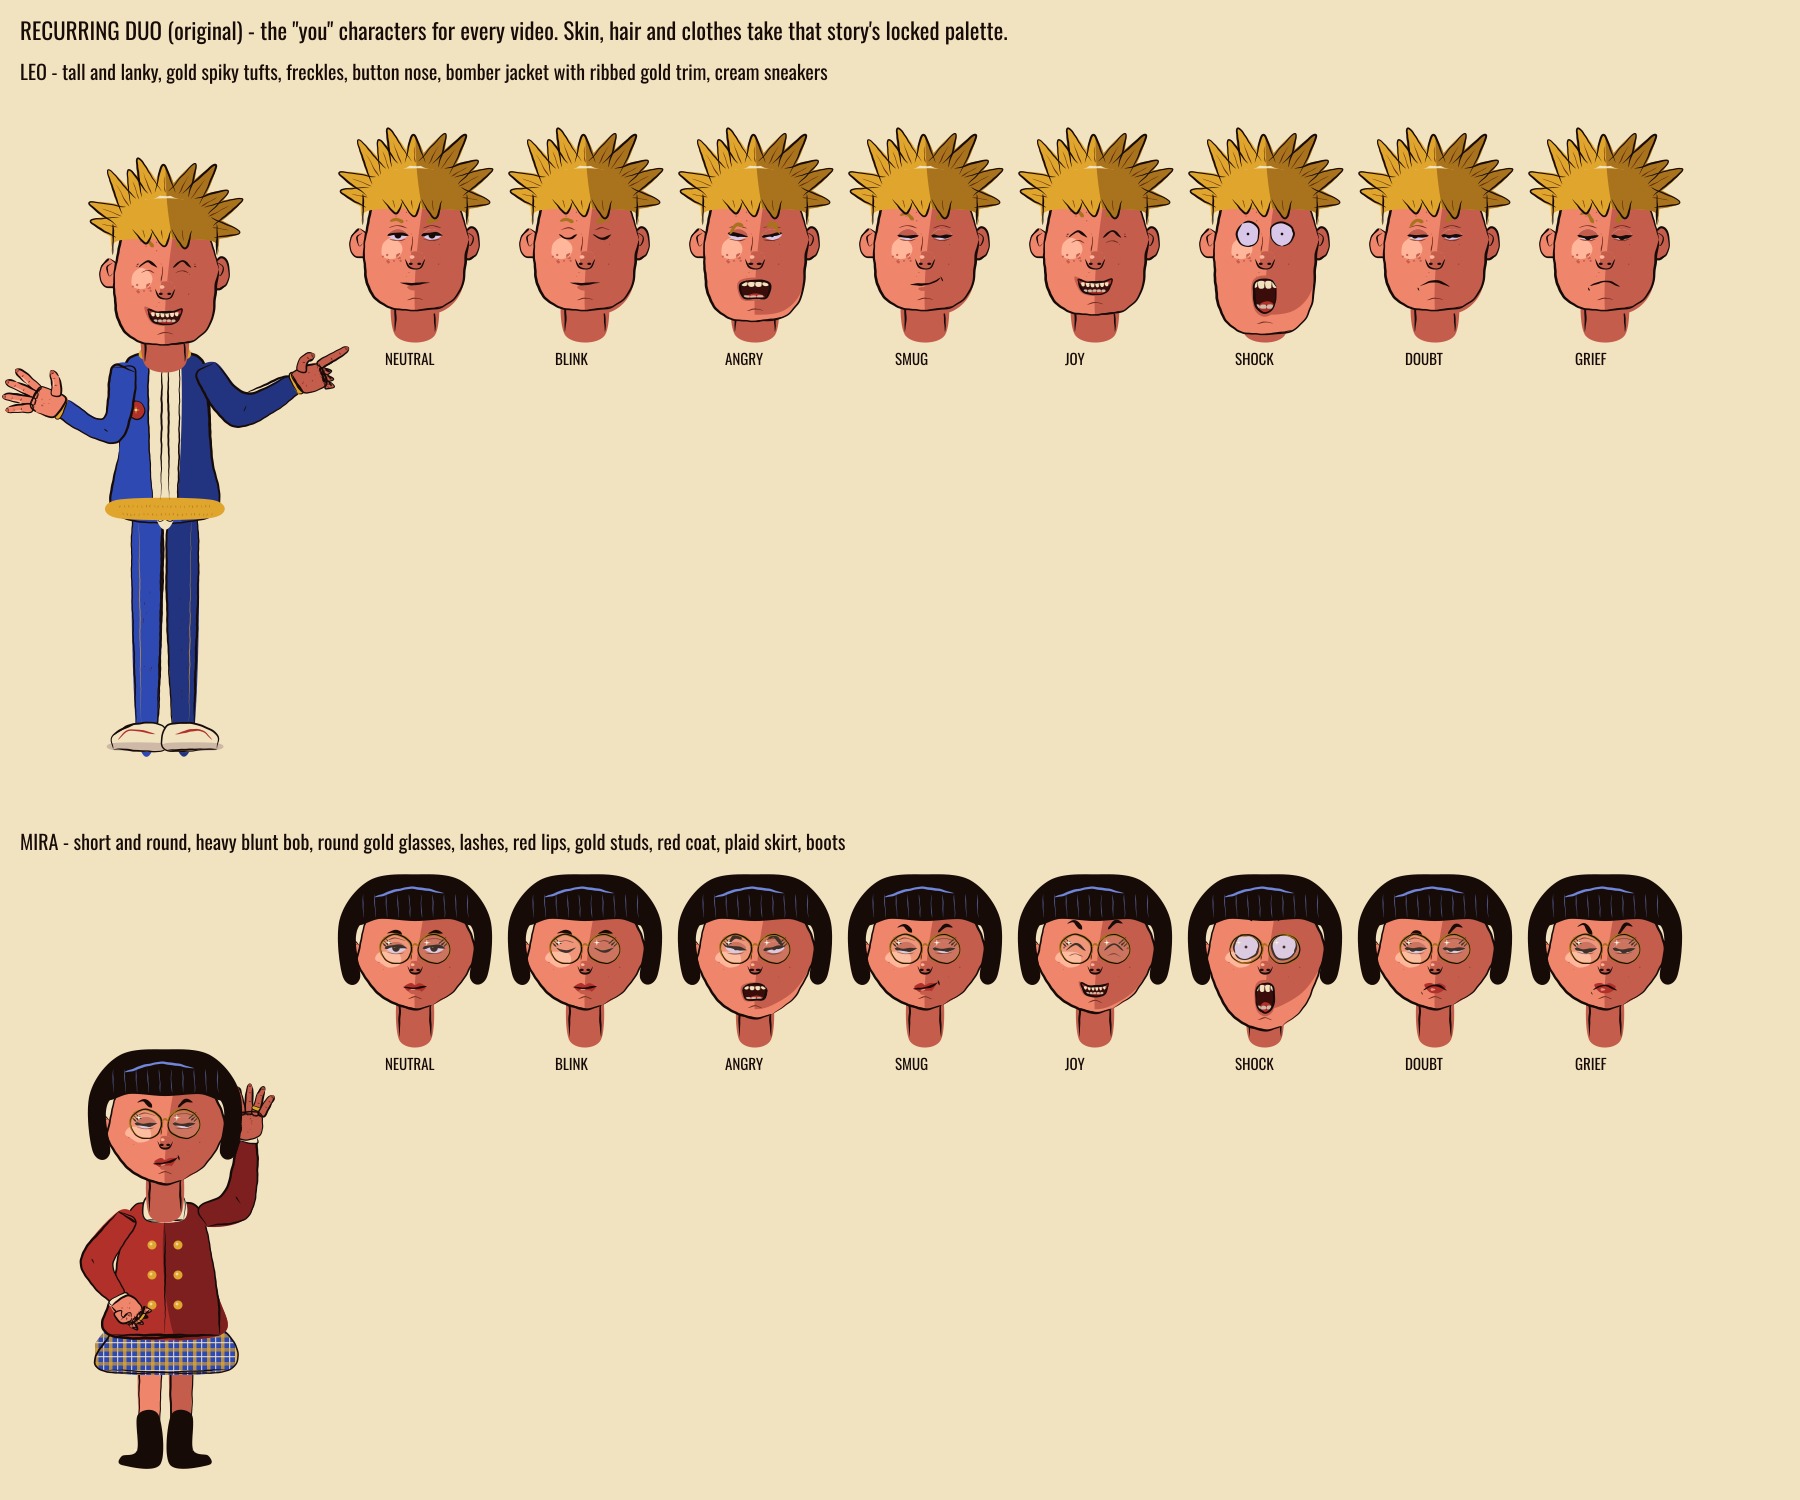 RECURRING DUO (original) - the "you" characters for every video. Skin, hair and clothes take that story's locked palette.
LEO - tall and lanky, gold spiky tufts, freckles, button nose, bomber jacket with ribbed gold trim, cream sneakers
NEUTRAL BLINK ANGRY SMUG JOY SHOCK DOUBT GRIEF
MIRA - short and round, heavy blunt bob, round gold glasses, lashes, red lips, gold studs, red coat, plaid skirt, boots
NEUTRAL BLINK ANGRY SMUG JOY SHOCK DOUBT GRIEF